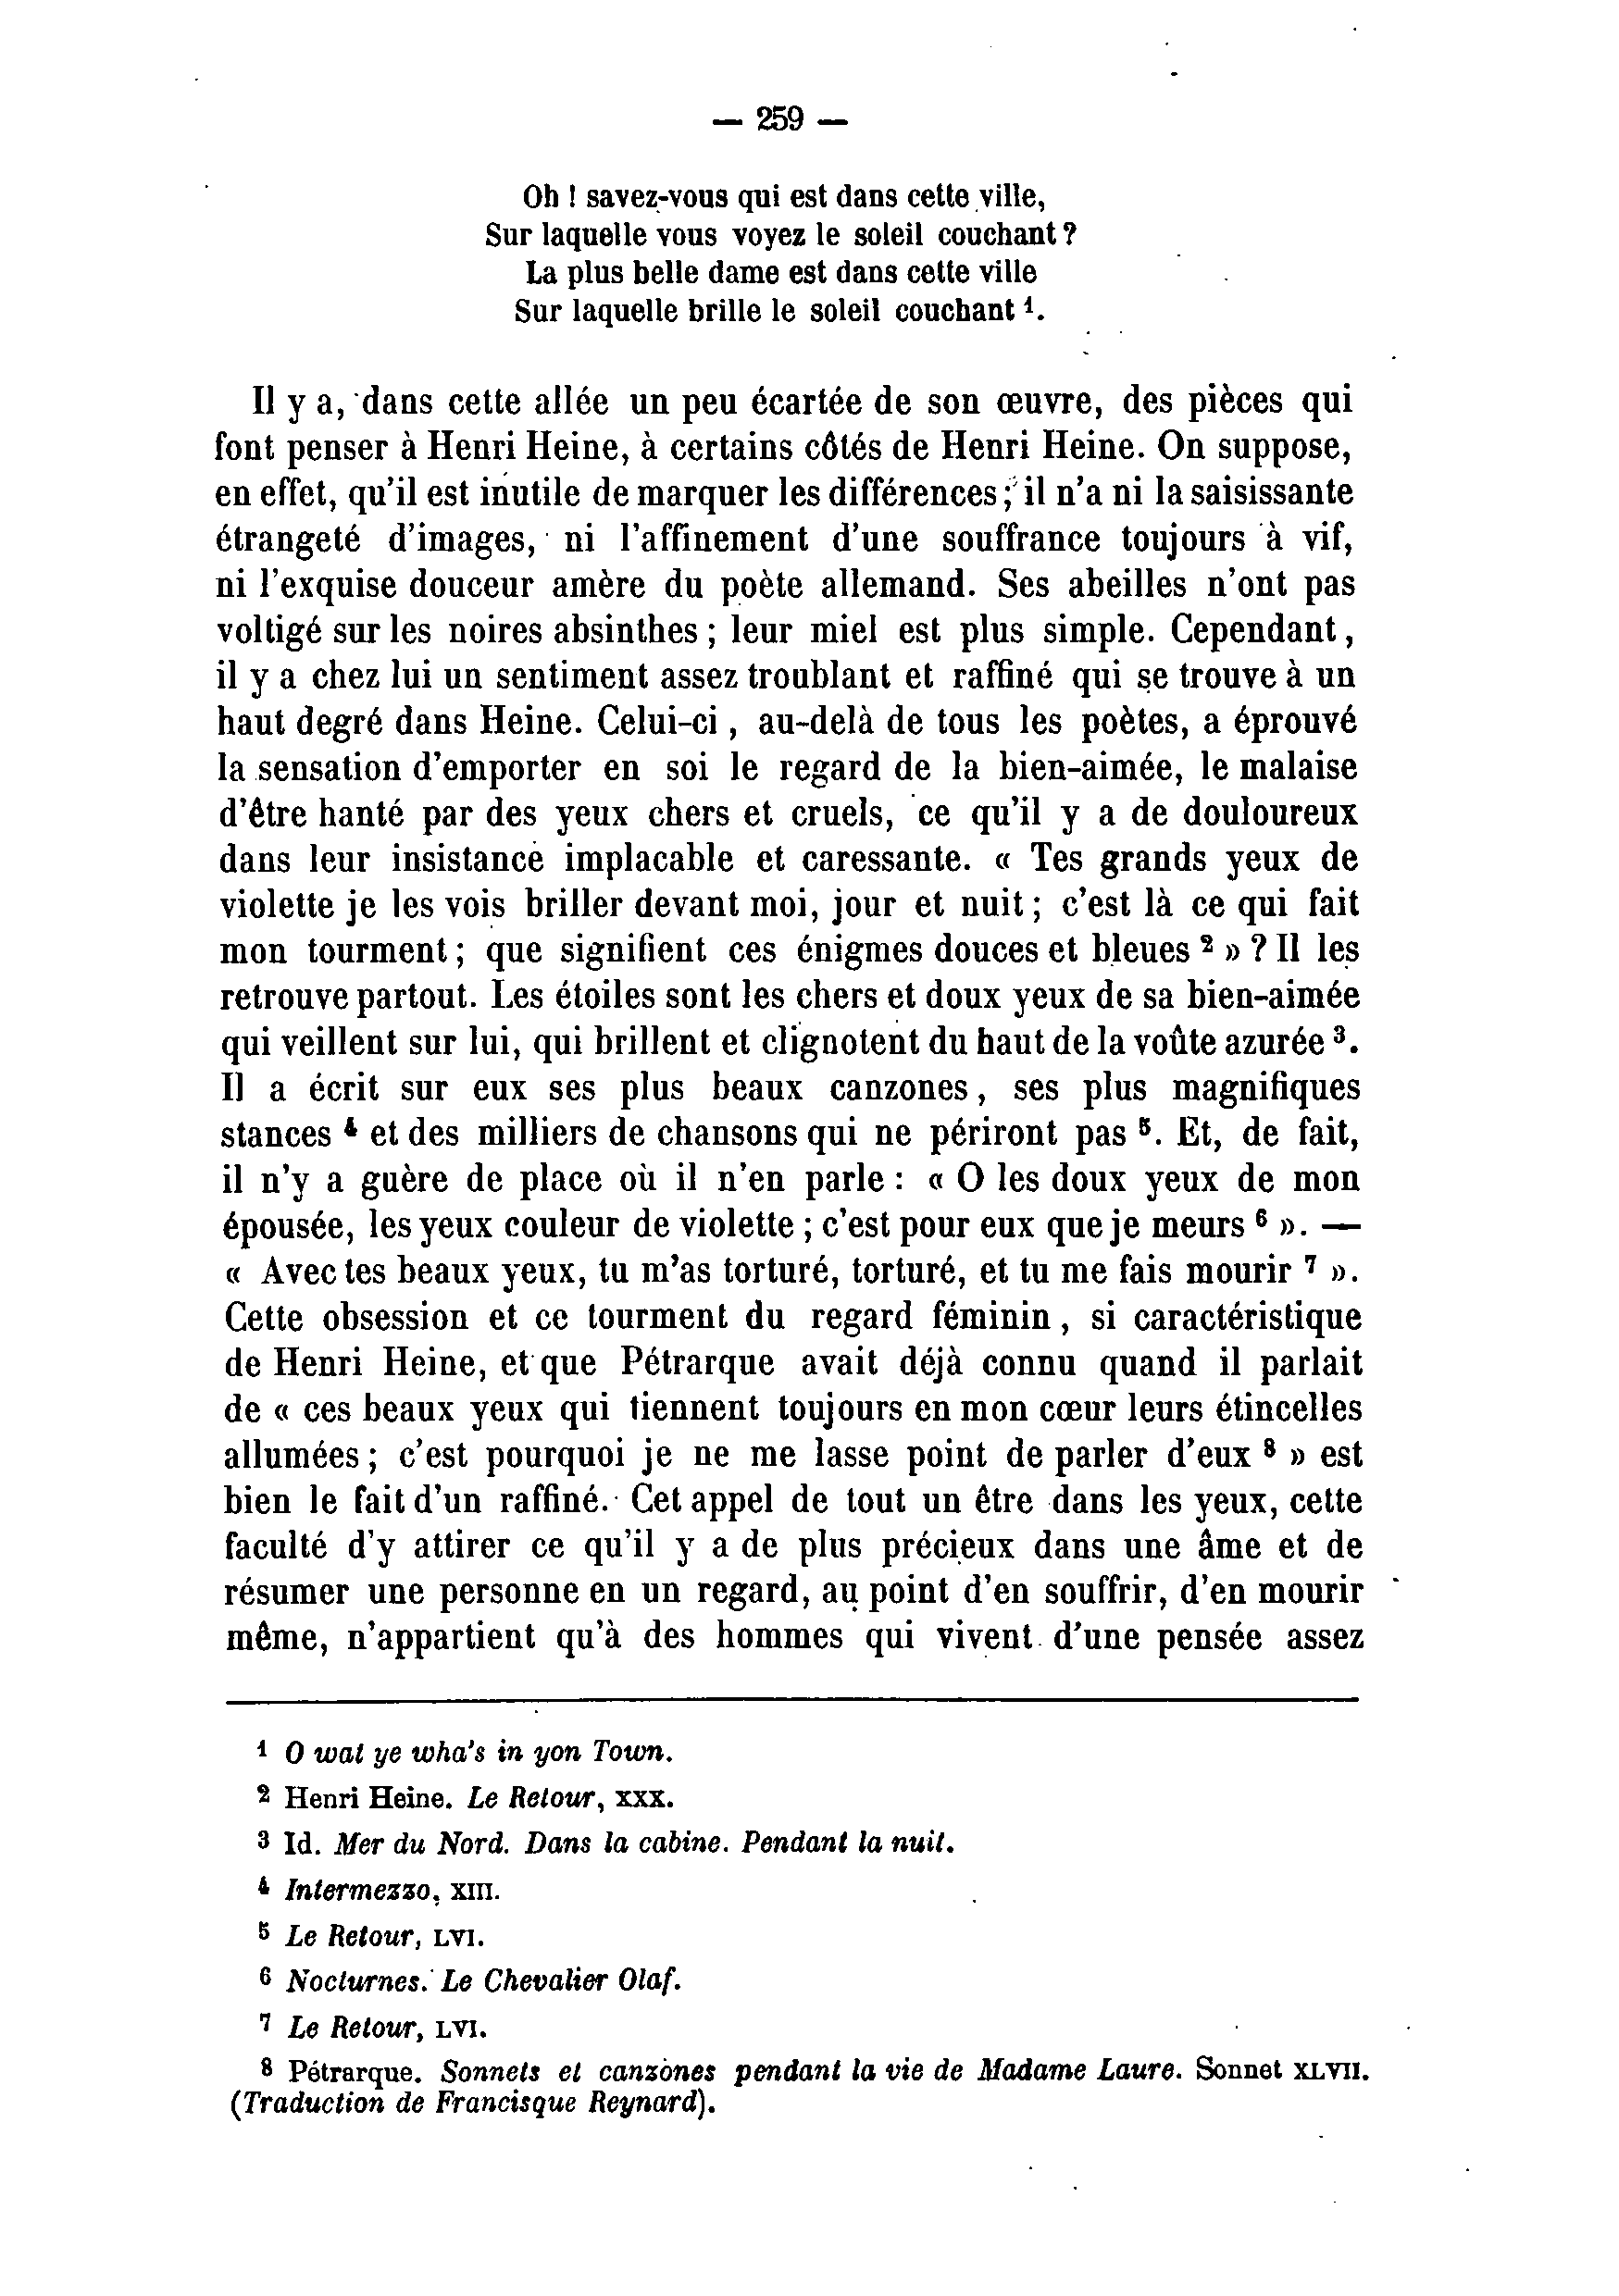 — 259 —
Oh ! savez-vous qui est dans cette ville,
Sur laquelle vous voyez le soleil couchant ?
La plus belle dame est dans cette ville
Sur laquelle brille le soleil couchant ¹.
Il y a, dans cette allée un peu écartée de son œuvre, des pièces qui
font penser à Henri Heine, à certains côtés de Henri Heine. On suppose,
en effet, qu'il est inutile de marquer les différences ; il n'a ni la saisissante
étrangeté d'images, ni l'affinement d'une souffrance toujours à vif,
ni l'exquise douceur amère du poète allemand. Ses abeilles n'ont pas
voltigé sur les noires absinthes ; leur miel est plus simple. Cependant,
il y a chez lui un sentiment assez troublant et raffiné qui se trouve à un
haut degré dans Heine. Celui-ci, au-delà de tous les poètes, a éprouvé
la sensation d'emporter en soi le regard de la bien-aimée, le malaise
d'être hanté par des yeux chers et cruels, ce qu'il y a de douloureux
dans leur insistance implacable et caressante. « Tes grands yeux de
violette je les vois briller devant moi, jour et nuit ; c'est là ce qui fait
mon tourment ; que signifient ces énigmes douces et bleues ² » ? Il les
retrouve partout. Les étoiles sont les chers et doux yeux de sa bien-aimée
qui veillent sur lui, qui brillent et clignotent du haut de la voûte azurée ³.
Il a écrit sur eux ses plus beaux canzones, ses plus magnifiques
stances ⁴ et des milliers de chansons qui ne périront pas ⁵. Et, de fait,
il n'y a guère de place où il n'en parle : « O les doux yeux de mon
épousée, les yeux couleur de violette ; c'est pour eux que je meurs ⁶ ». —
« Avec tes beaux yeux, tu m'as torturé, torturé, et tu me fais mourir ⁷ ».
Cette obsession et ce tourment du regard féminin, si caractéristique
de Henri Heine, et que Pétrarque avait déjà connu quand il parlait
de « ces beaux yeux qui tiennent toujours en mon cœur leurs étincelles
allumées ; c'est pourquoi je ne me lasse point de parler d'eux ⁸ » est
bien le fait d'un raffiné. Cet appel de tout un être dans les yeux, cette
faculté d'y attirer ce qu'il y a de plus précieux dans une âme et de
résumer une personne en un regard, au point d'en souffrir, d'en mourir
même, n'appartient qu'à des hommes qui vivent d'une pensée assez
¹ O wat ye wha's in yon Town.
² Henri Heine. Le Retour, XXX.
³ Id. Mer du Nord. Dans la cabine. Pendant la nuit.
⁴ Intermezzo, XIII.
⁵ Le Retour, LVI.
⁶ Nocturnes. Le Chevalier Olaf.
⁷ Le Retour, LVI.
⁸ Pétrarque. Sonnets et canzones pendant la vie de Madame Laure. Sonnet XLVII.
(Traduction de Francisque Reynard).